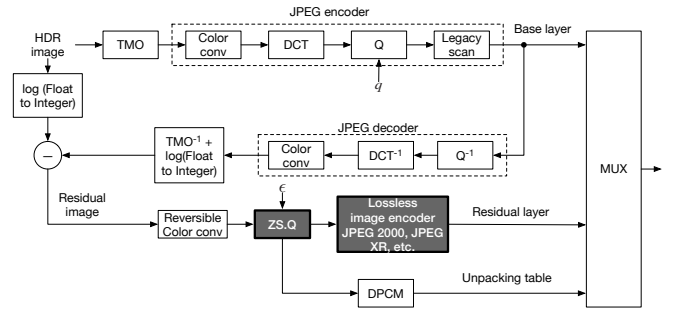 JPEG encoder
HDR
image
TMO
Color
conv
DCT
Q
Legacy
scan
Base layer
q
log (Float
to Integer)
JPEG decoder
TMO-1 +
log(Float
to Integer)
Color
conv
DCT-1
Q-1
−
MUX
Residual
image
ϵ
Reversible
Color conv
ZS.Q
Lossless
image encoder
JPEG 2000, JPEG
XR, etc.
Residual layer
Unpacking table
DPCM